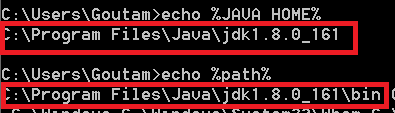 C:\Users\Goutam>echo %JAVA HOME%
C:\Program Files\Java\jdk1.8.0_161
C:\Users\Goutam>echo %path%
C:\Program Files\Java\jdk1.8.0_161\bin